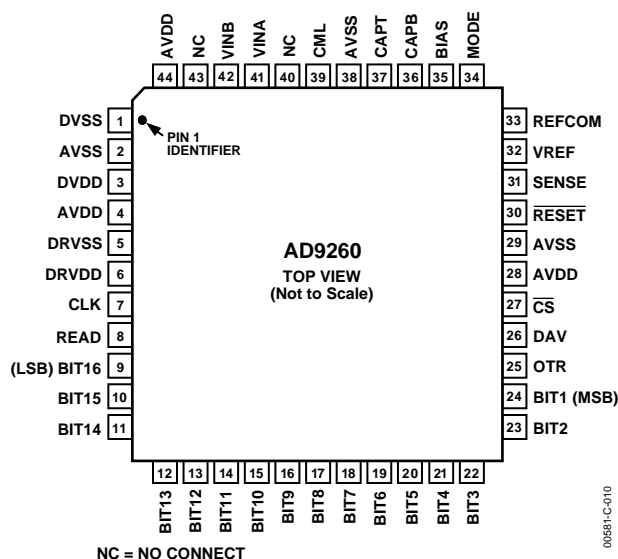 AVDD
NC
VINB
VINA
NC
CML
AVSS
CAPT
CAPB
BIAS
MODE
44 43 42 41 40 39 38 37 36 35 34
DVSS 1
AVSS 2
DVDD 3
AVDD 4
DRVSS 5
DRVDD 6
CLK 7
READ 8
(LSB) BIT16 9
BIT15 10
BIT14 11
PIN 1
IDENTIFIER
AD9260
TOP VIEW
(Not to Scale)
33 REFCOM
32 VREF
31 SENSE
30 RESET
29 AVSS
28 AVDD
27 CS
26 DAV
25 OTR
24 BIT1 (MSB)
23 BIT2
12 13 14 15 16 17 18 19 20 21 22
BIT13
BIT12
BIT11
BIT10
BIT9
BIT8
BIT7
BIT6
BIT5
BIT4
BIT3
NC = NO CONNECT
00581-C-010